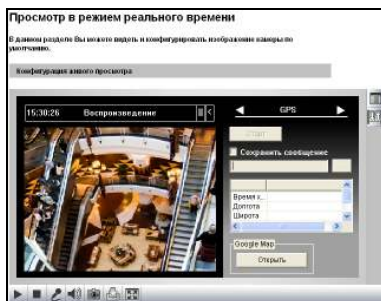 Просмотр в режием реального времени
В данном разделе Вы можете видеть и конфигурировать изображение камеры по
умолчанию.
Конфигурация живого просмотра
15:30:26 Воспроизведение
GPS
Старт
Сохранить сообщение
Время к...
Долгота
Широта
Google Map
Открыть